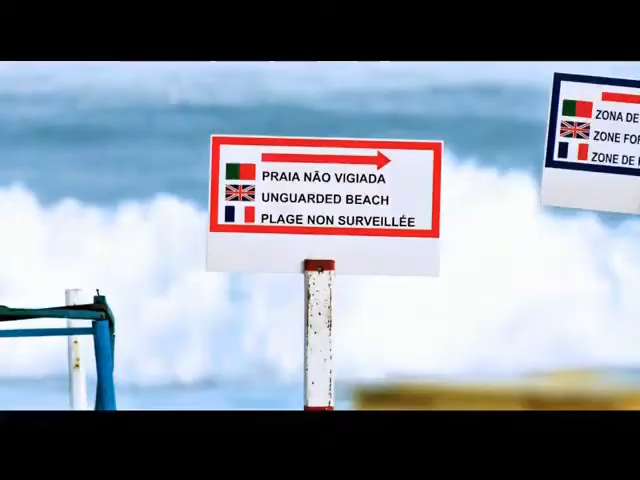 PRAIA NÃO VIGIADA
UNGUARDED BEACH
PLAGE NON SURVEILLÉE
ZONA DE
ZONE FOR
ZONE DE